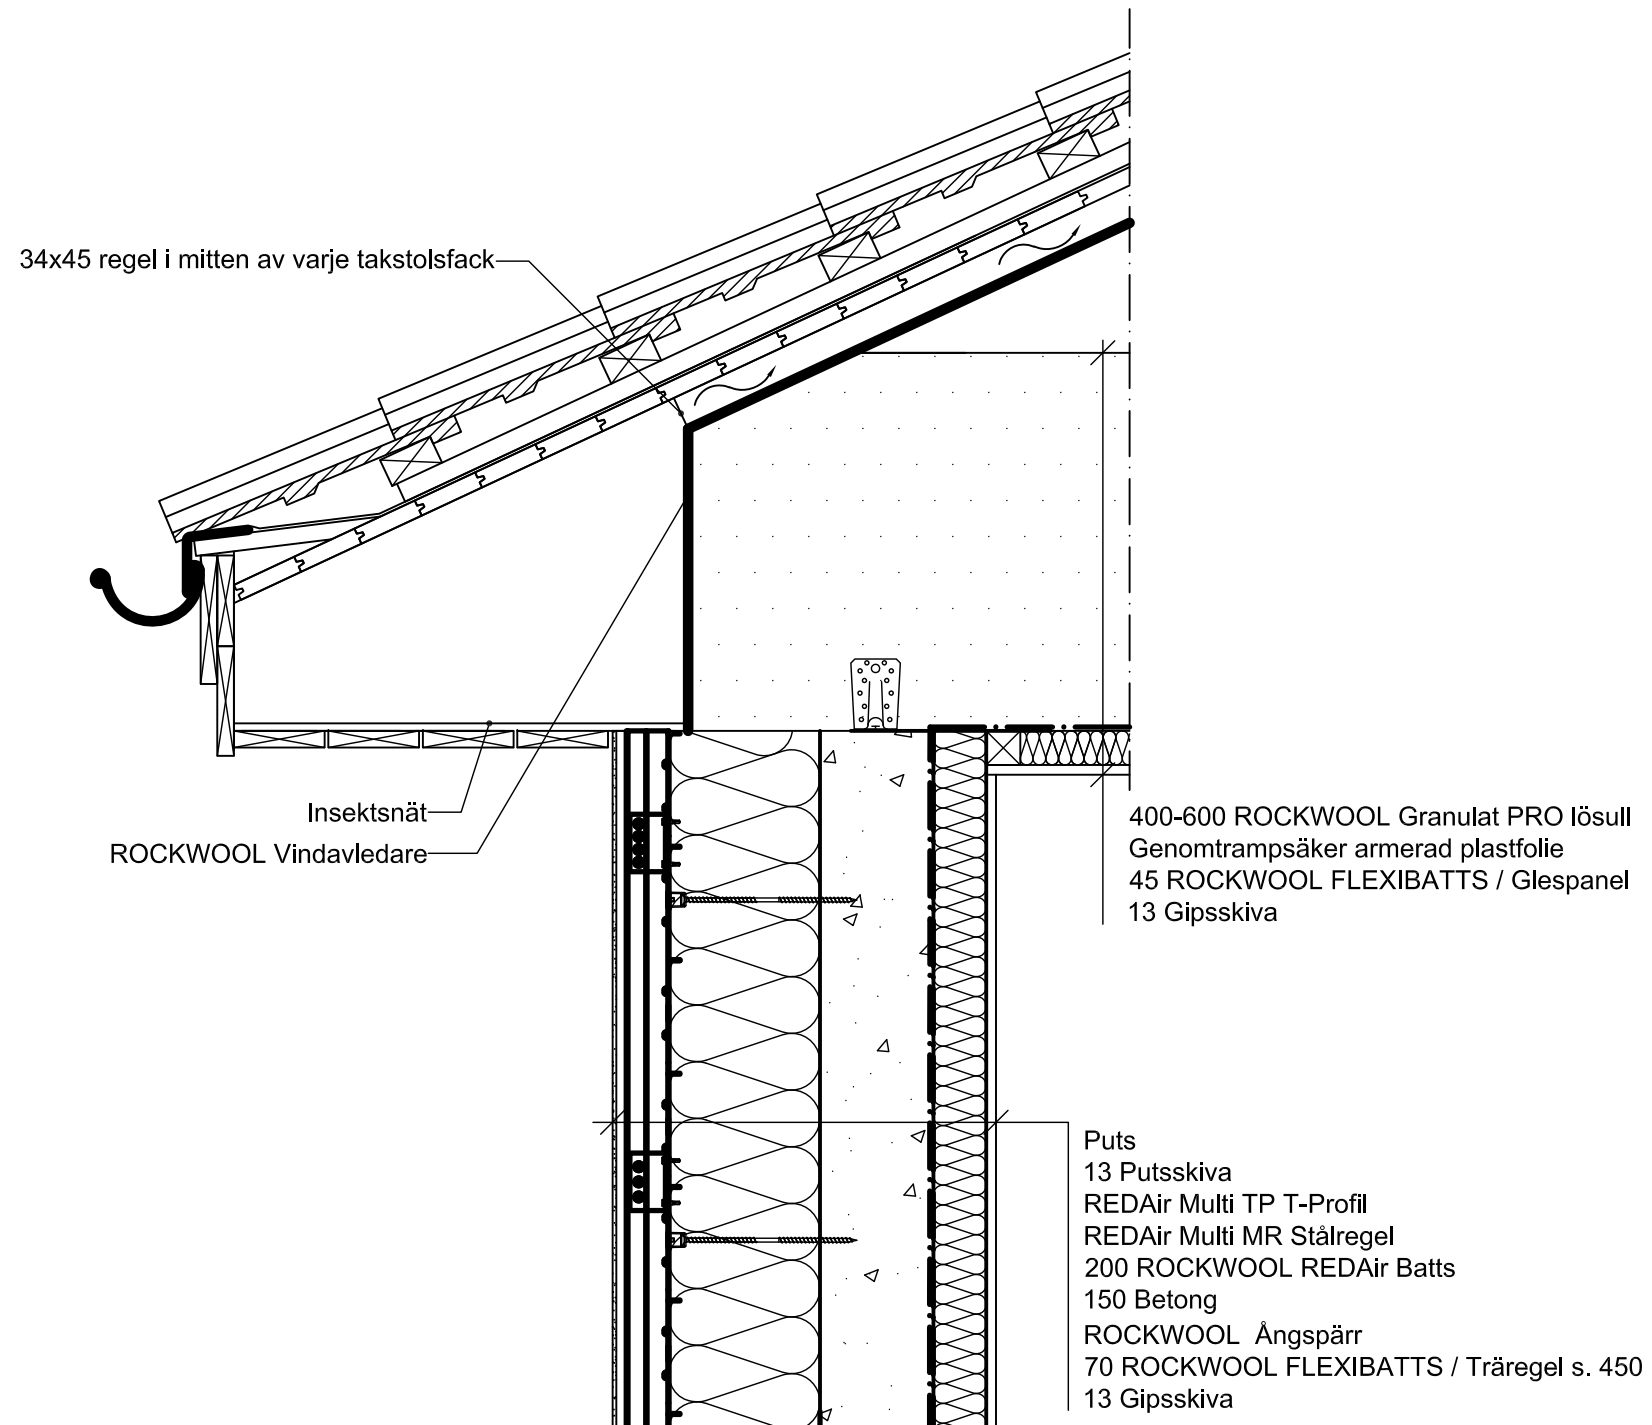 34x45 regel i mitten av varje takstolsfack
Insektsnät
ROCKWOOL Vindavledare
400-600 ROCKWOOL Granulat PRO lösull
Genomtrampsäker armerad plastfolie
45 ROCKWOOL FLEXIBATTS / Glespanel
13 Gipsskiva
Puts
13 Putsskiva
REDAir Multi TP T-Profil
REDAir Multi MR Stålregel
200 ROCKWOOL REDAir Batts
150 Betong
ROCKWOOL Ångspärr
70 ROCKWOOL FLEXIBATTS / Träregel s. 450
13 Gipsskiva